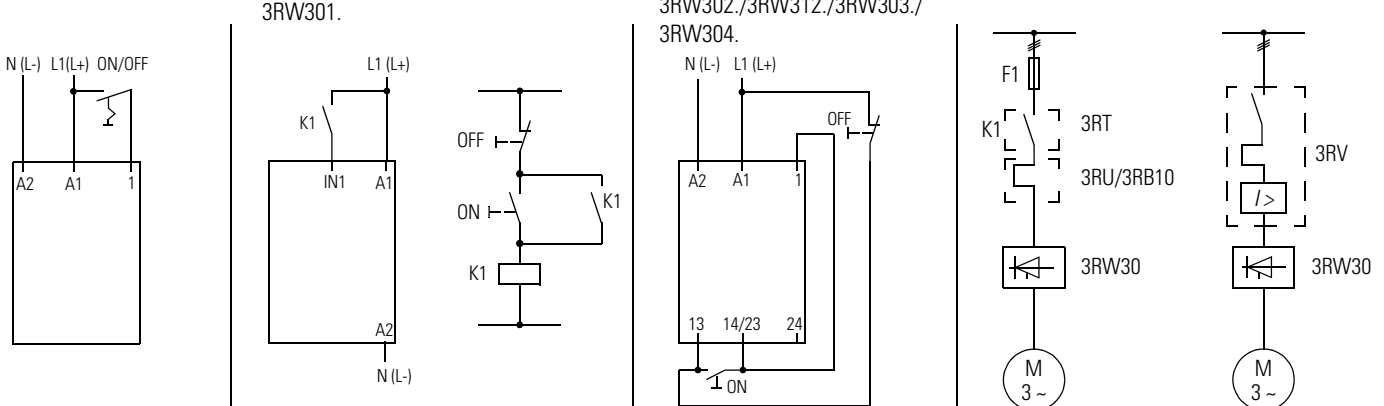 3RW301.
3RW302./3RW312./3RW303./
3RW304.
N (L-) L1(L+) ON/OFF
A2 A1 1
L1 (L+)
K1
IN1 A1
A2
N (L-)
OFF
ON
K1
K1
N (L-) L1 (L+)
OFF
A2 A1 1
13 14/23 24
ON
F1
K1
3RT
3RU/3RB10
3RW30
M
3 ~
3RV
I >
3RW30
M
3 ~